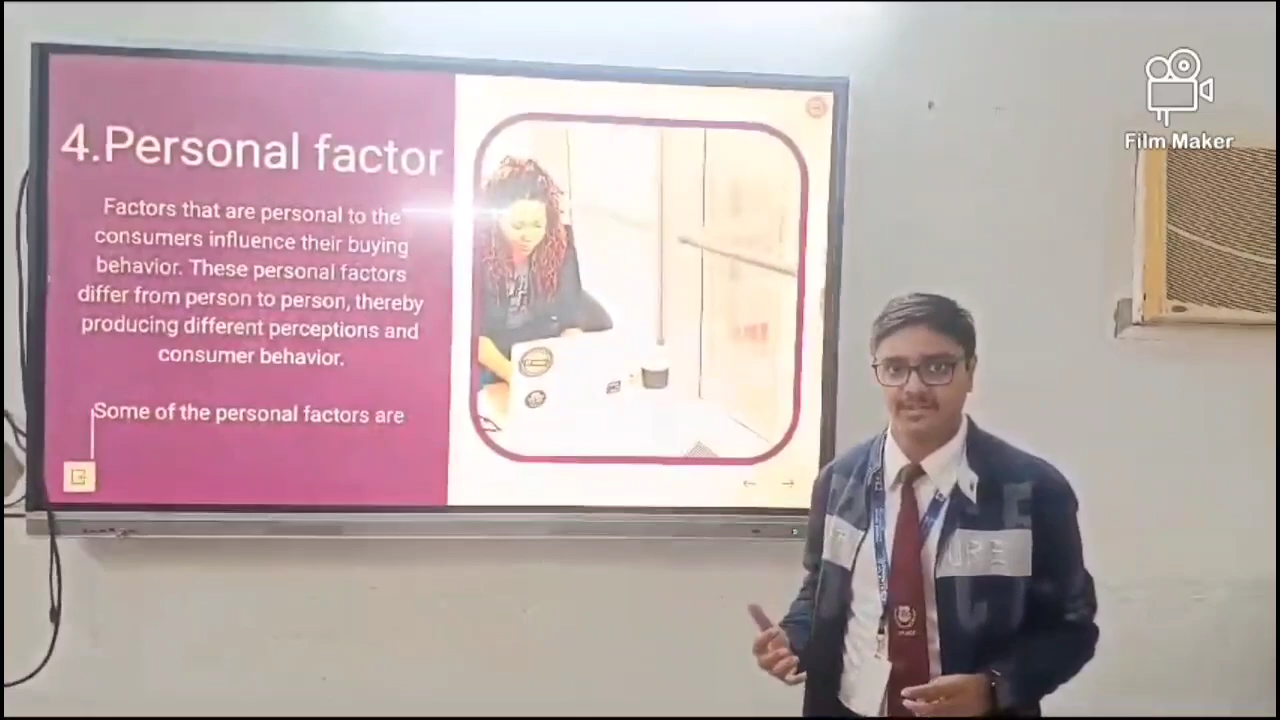 4.Personal factor
Factors that are personal to the
consumers influence their buying
behavior. These personal factors
differ from person to person, thereby
producing different perceptions and
consumer behavior.
Some of the personal factors are
Film Maker
URE